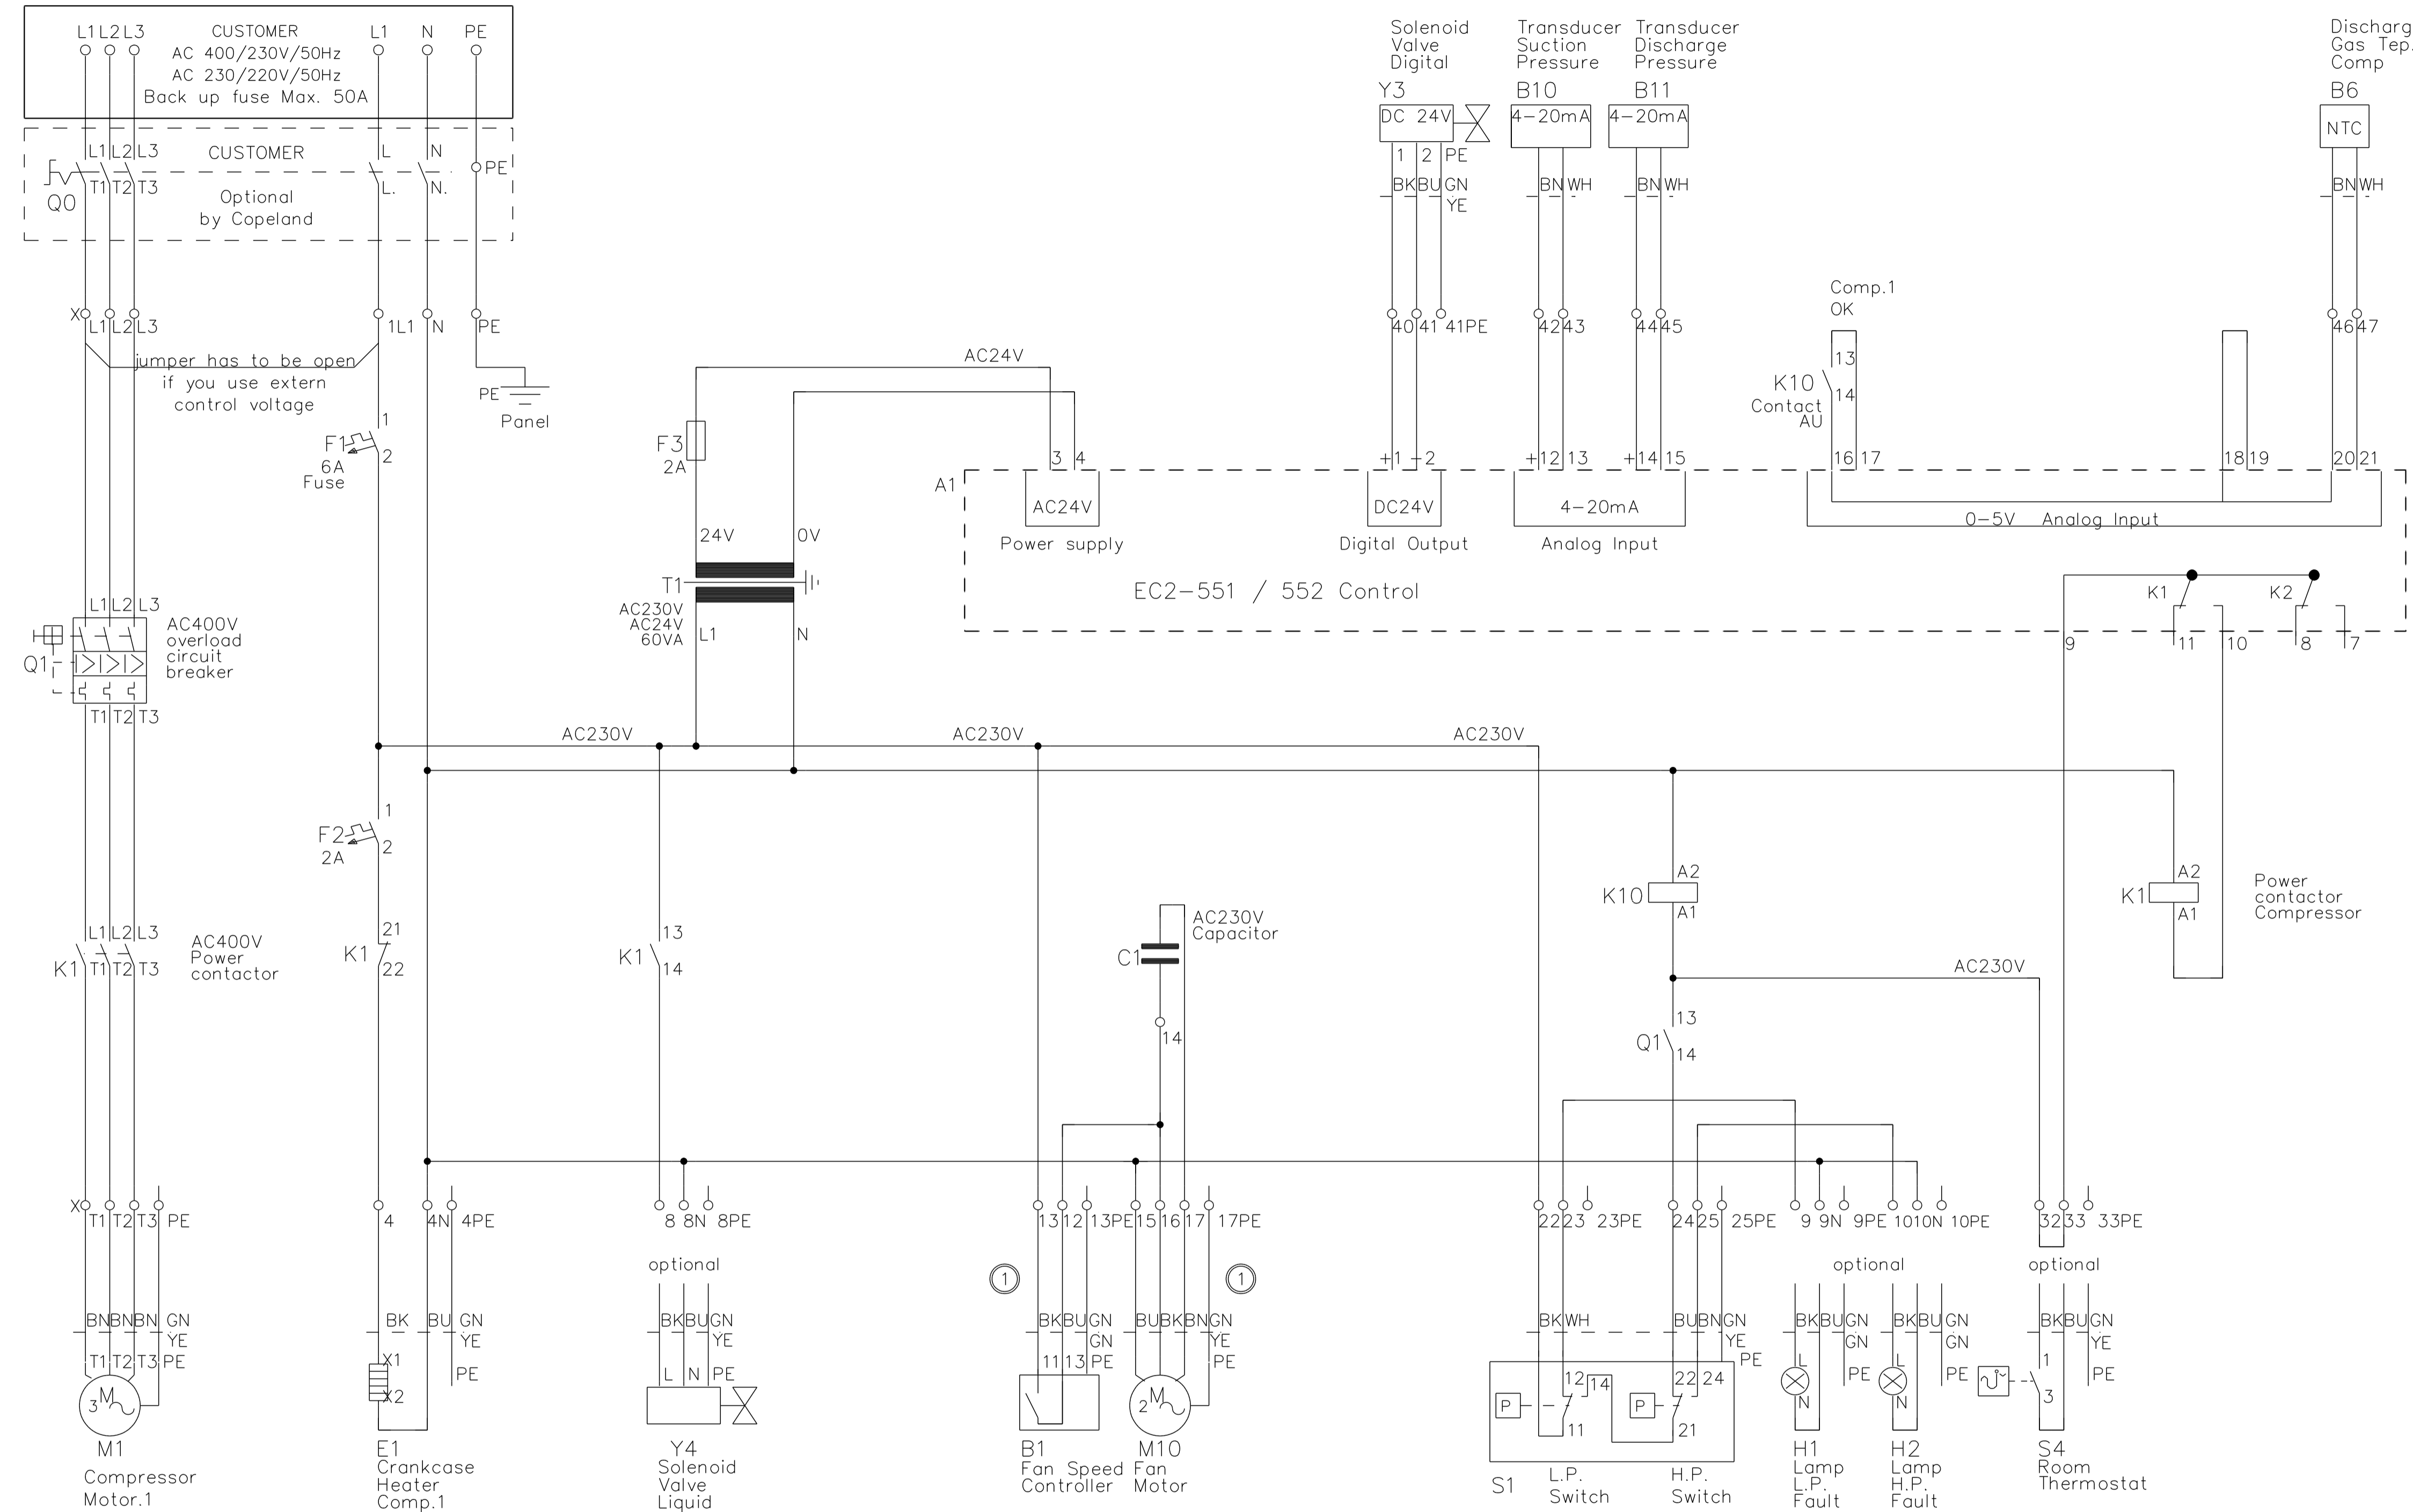 L1 L2 L3 CUSTOMER L1 N PE
AC 400/230V/50Hz
AC 230/220V/50Hz
Back up fuse Max. 50A
L1 L2 L3 CUSTOMER L N
PE
Q0 T1 T2 T3 L. N.
Optional
by Copeland
X L1 L2 L3 1L1 N PE
jumper has to be open
if you use extern
control voltage
PE
Panel
1
F1 2
6A
Fuse
Solenoid
Valve
Digital
Y3
DC 24V
1 2 PE
BK BU GN
YE
40 41 41PE
Transducer
Suction
Pressure
B10
4-20mA
BN WH
42 43
Transducer
Discharge
Pressure
B11
4-20mA
BN WH
44 45
Discharg
Gas Tep.
Comp
B6
NTC
BN WH
46 47
Comp.1
OK
13
K10
14
Contact
AU
AC24V
F3
2A
24V 0V
T1
AC230V
AC24V
60VA
L1 N
A1
3 4 +1 -2 +12 13 +14 15 16 17 18 19 20 21
AC24V DC24V 4-20mA 0-5V Analog Input
Power supply Digital Output Analog Input
EC2-551 / 552 Control
K1 K2
9 11 10 8 7
L1 L2 L3
Q1
T1 T2 T3
AC400V
overload
circuit
breaker
AC230V AC230V AC230V
1
F2 2
2A
L1 L2 L3
K1 T1 T2 T3
AC400V
Power
contactor
21
K1
22
13
K1
14
C1
AC230V
Capacitor
14
A2
K10
A1
AC230V
13
Q1
14
A2
K1
A1
Power
contactor
Compressor
X T1 T2 T3 PE 4 4N 4PE 8 8N 8PE 13 12 13PE 15 16 17 17PE 22 23 23PE 24 25 25PE 9 9N 9PE 10 10N 10PE 32 33 33PE
optional optional optional
1 1
BN BN BN GN
YE
T1 T2 T3 PE
M
3
M1
Compressor
Motor.1
BK BU GN
YE
X1
PE
X2
E1
Crankcase
Heater
Comp.1
BK BU GN
YE
L N PE
Y4
Solenoid
Valve
Liquid
BK BU GN
GN
11 13 PE
B1
Fan Speed
Controller
BU BK BN GN
YE
PE
M
2
M10
Fan
Motor
BK WH BU BN GN
YE
PE
12 14 22 24
P P
11 21
S1
L.P.
Switch
H.P.
Switch
BK BU GN
GN
L
PE
N
H1
Lamp
L.P.
Fault
BK BU GN
GN
L
PE
N
H2
Lamp
H.P.
Fault
BK BU GN
YE
1
PE
3
S4
Room
Thermostat